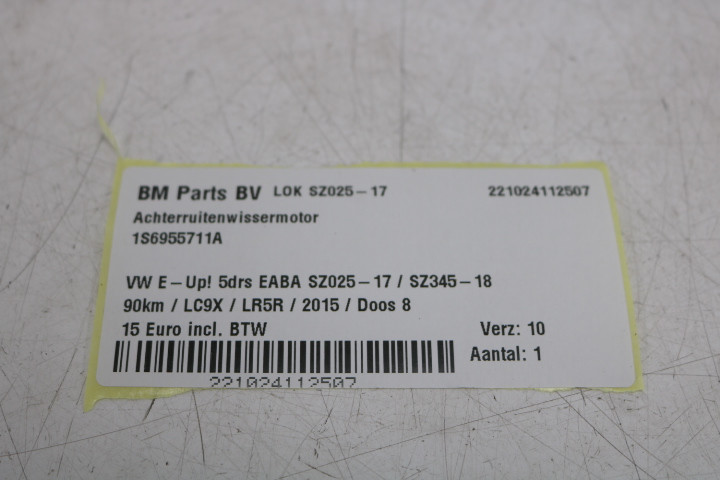 BM Parts BV LOK SZ025-17 221024112507
Achterruitenwissermotor
1S6955711A
VW E-Up! 5drs EABA SZ025-17 / SZ345-18
90km / LC9X / LR5R / 2015 / Doos 8
15 Euro incl. BTW Verz: 10
Aantal: 1
221024112507